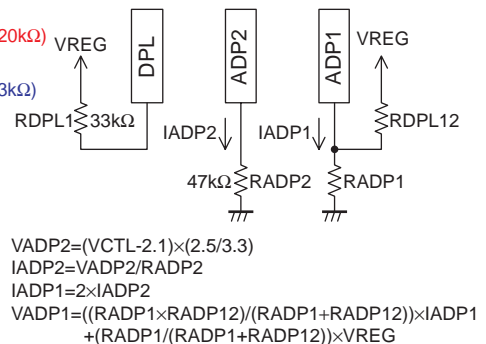 20kΩ)
VREG
DPL
ADP2
ADP1
VREG
3kΩ)
RDPL1
33kΩ
IADP2
IADP1
RDPL12
47kΩ
RADP2
RADP1
VADP2=(VCTL-2.1)×(2.5/3.3)
IADP2=VADP2/RADP2
IADP1=2×IADP2
VADP1=((RADP1×RADP12)/(RADP1+RADP12))×IADP1
+(RADP1/(RADP1+RADP12))×VREG